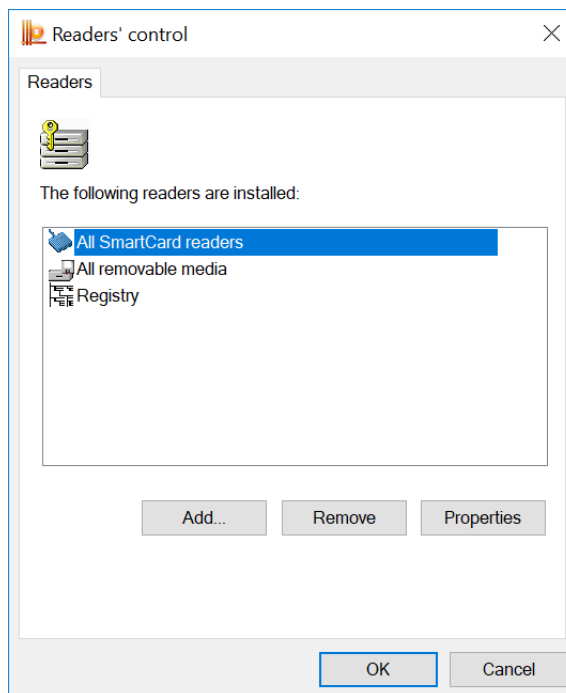 Readers' control
Readers
The following readers are installed:
All SmartCard readers
All removable media
Registry
Add... Remove Properties
OK Cancel